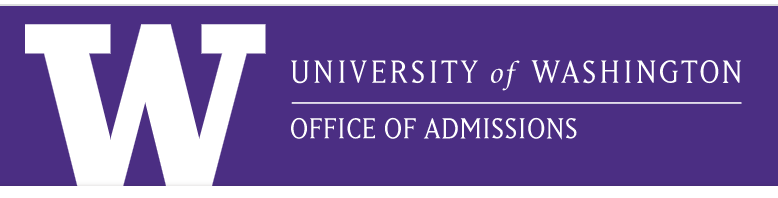 W
UNIVERSITY of WASHINGTON
OFFICE OF ADMISSIONS